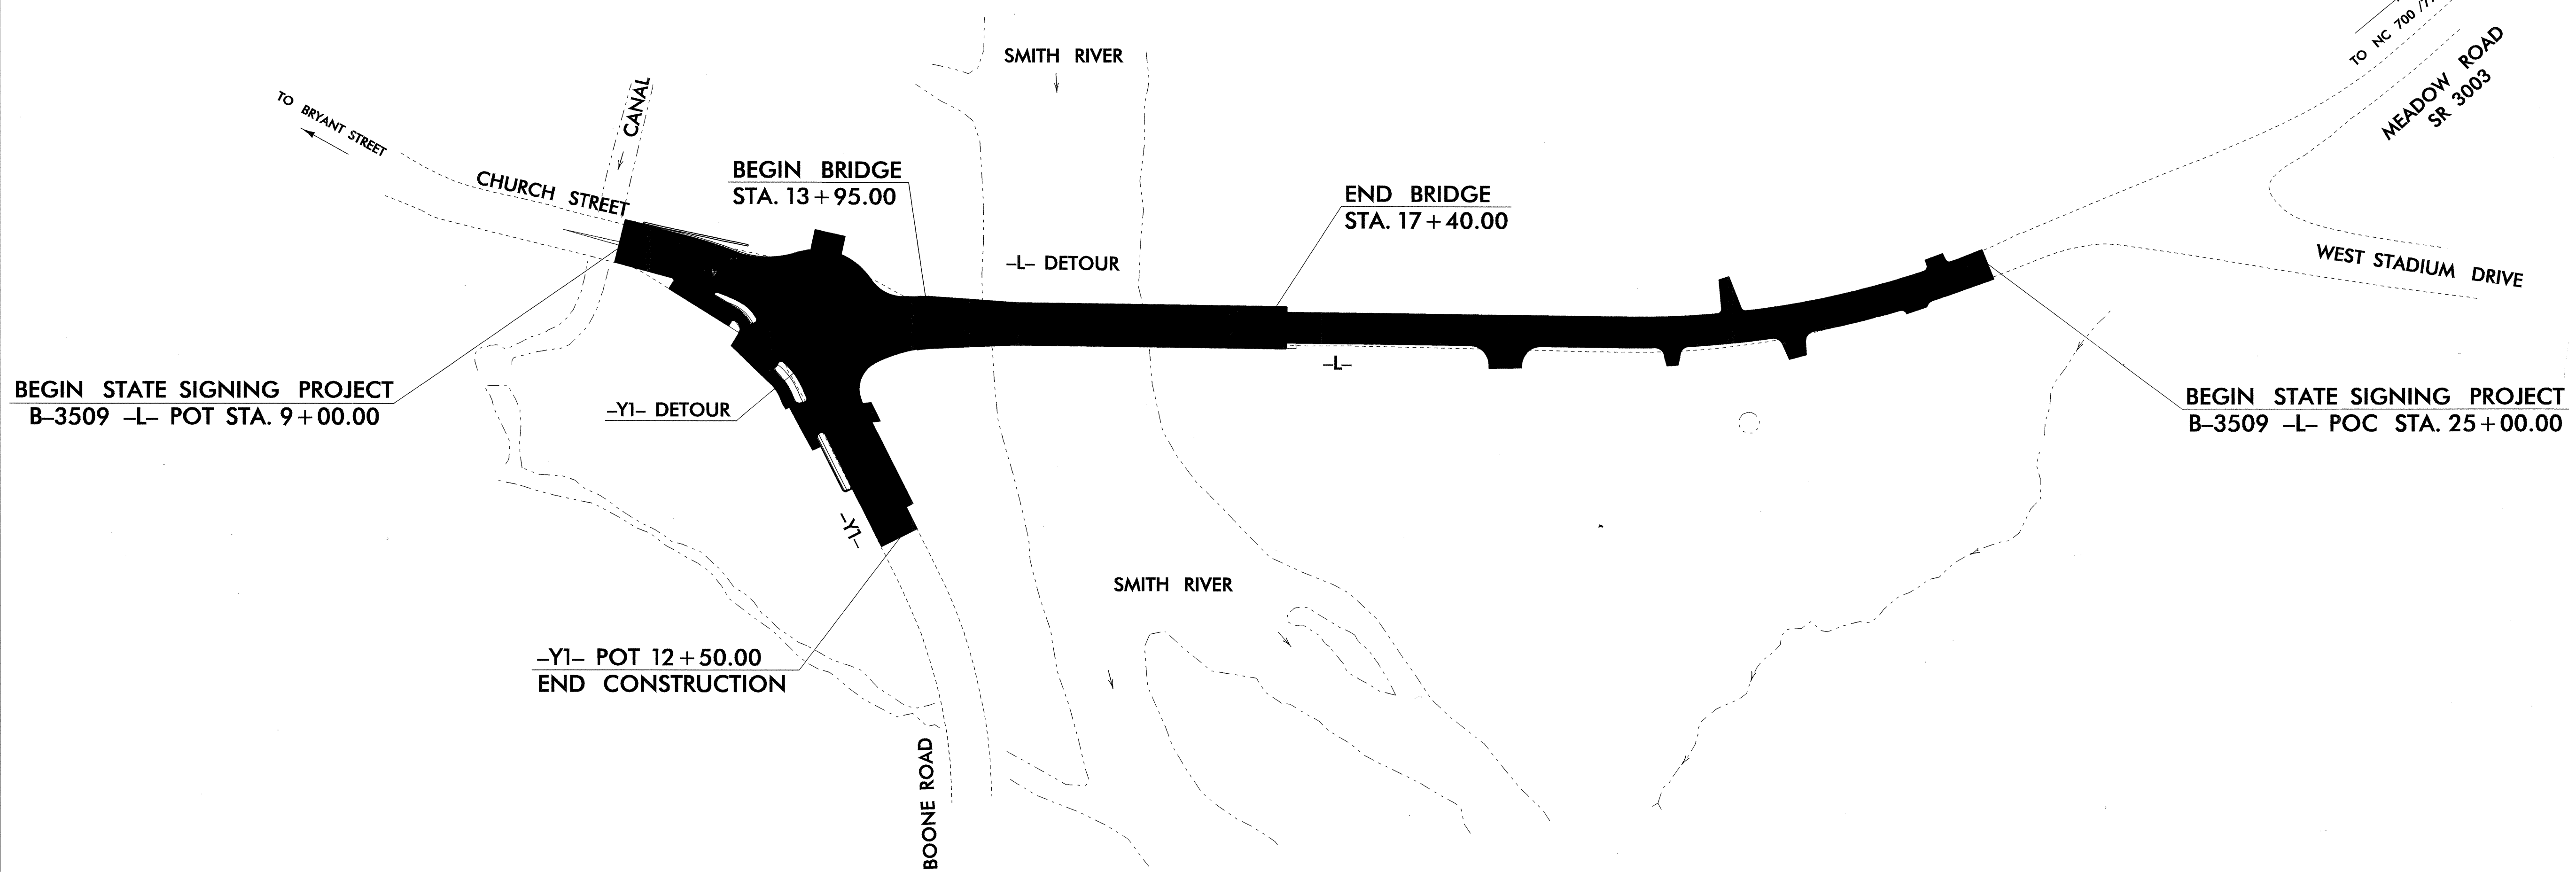 SMITH RIVER
TO NC 700
MEADOW ROAD
SR 3003
TO BRYANT STREET
CANAL
CHURCH STREET
BEGIN BRIDGE
STA. 13+95.00
END BRIDGE
STA. 17+40.00
–L– DETOUR
WEST STADIUM DRIVE
–L–
BEGIN STATE SIGNING PROJECT
B–3509 –L– POT STA. 9+00.00
–Y1– DETOUR
BEGIN STATE SIGNING PROJECT
B–3509 –L– POC STA. 25+00.00
–Y1–
SMITH RIVER
–Y1– POT 12+50.00
END CONSTRUCTION
BOONE ROAD